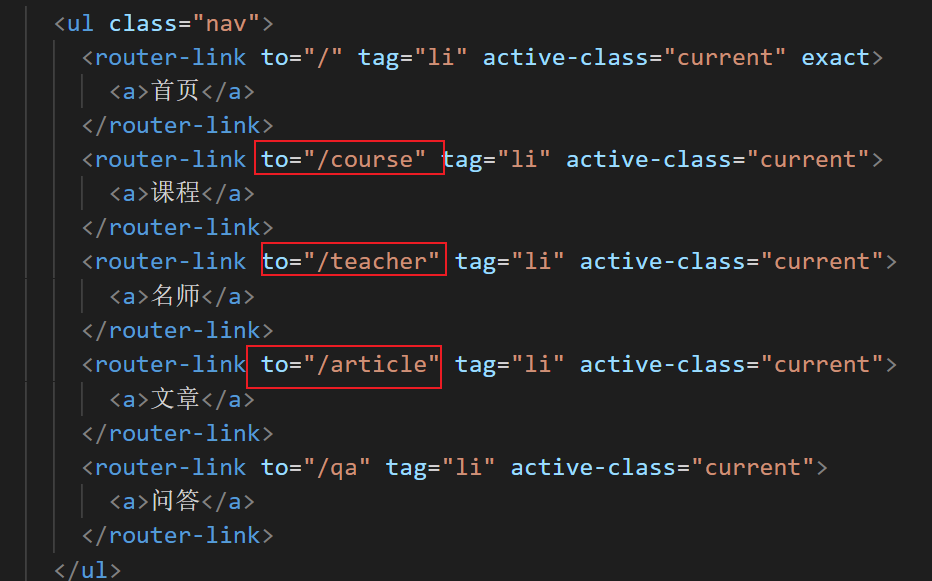 <ul class="nav">
<router-link to="/" tag="li" active-class="current" exact>
<a>首页</a>
</router-link>
<router-link to="/course" tag="li" active-class="current">
<a>课程</a>
</router-link>
<router-link to="/teacher" tag="li" active-class="current">
<a>名师</a>
</router-link>
<router-link to="/article" tag="li" active-class="current">
<a>文章</a>
</router-link>
<router-link to="/qa" tag="li" active-class="current">
<a>问答</a>
</router-link>
</ul>